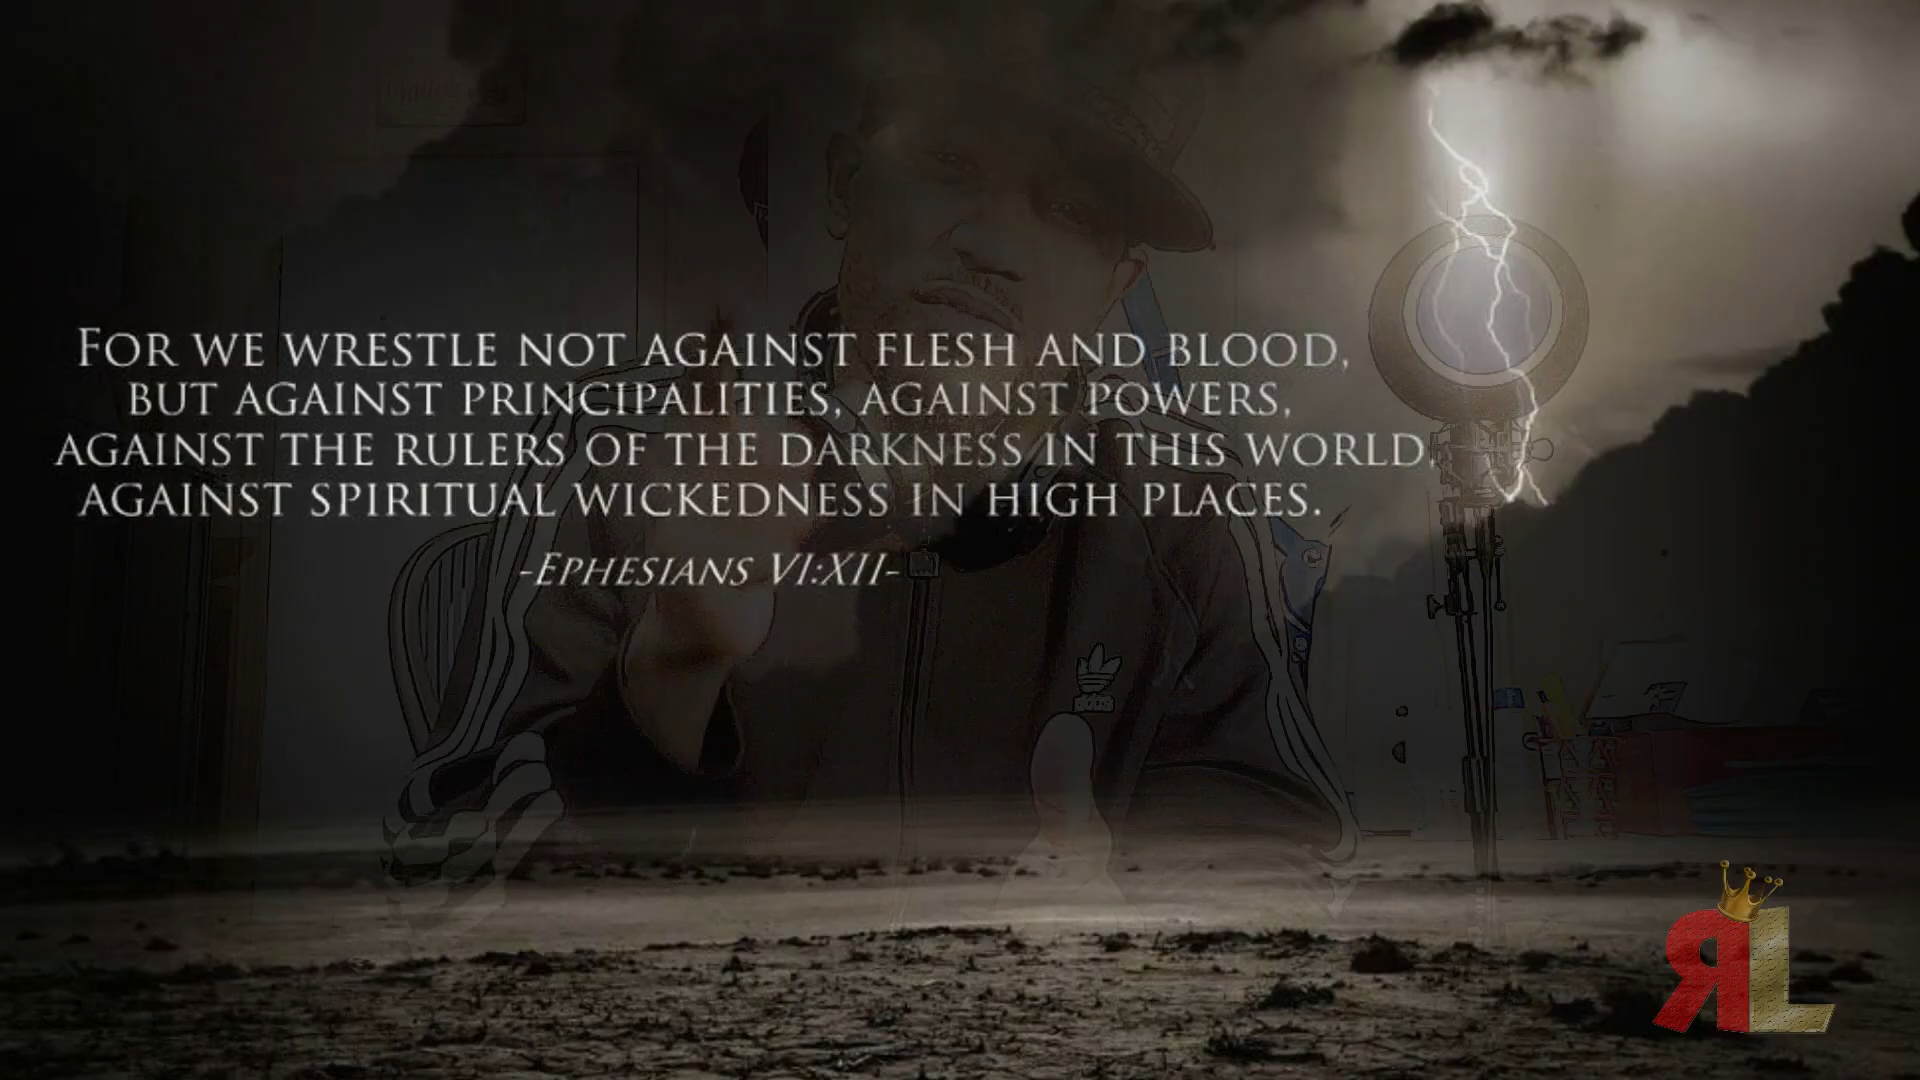 FOR WE WRESTLE NOT AGAINST FLESH AND BLOOD,
BUT AGAINST PRINCIPALITIES, AGAINST POWERS,
AGAINST THE RULERS OF THE DARKNESS IN THIS WORLD,
AGAINST SPIRITUAL WICKEDNESS IN HIGH PLACES.
-EPHESIANS VI:XII-
RL